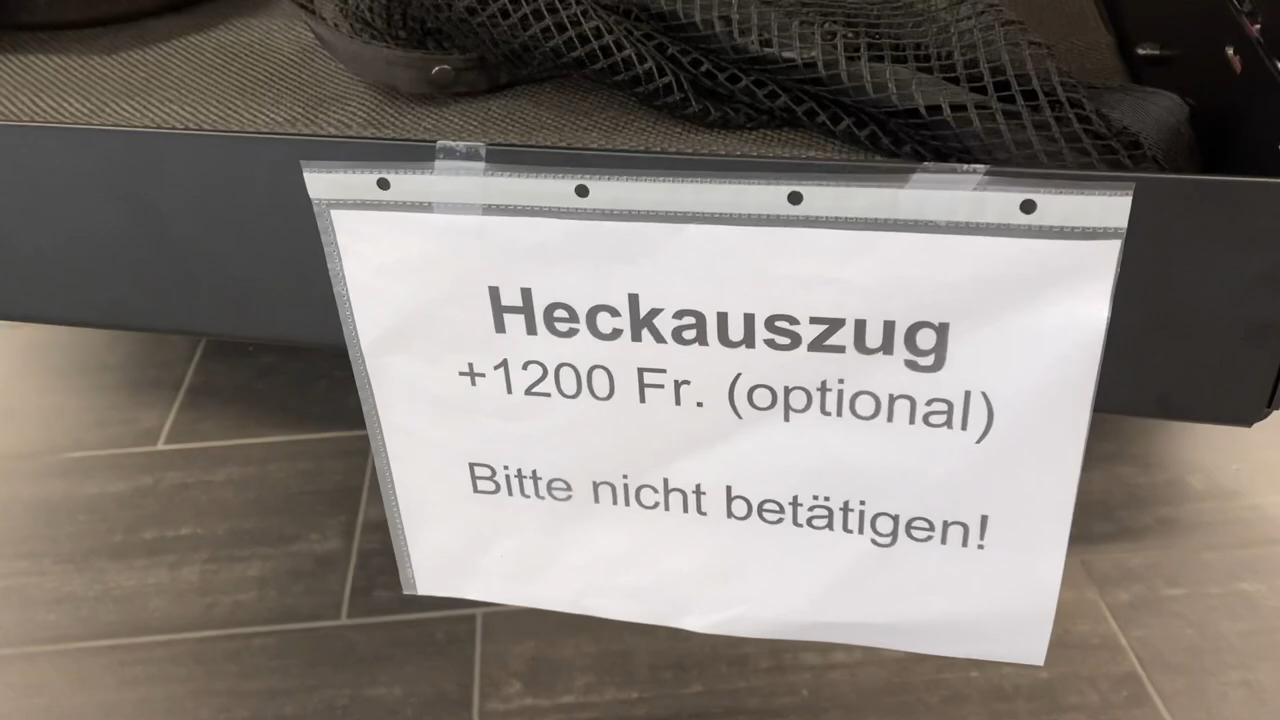 Heckauszug
+1200 Fr. (optional)
Bitte nicht betätigen!